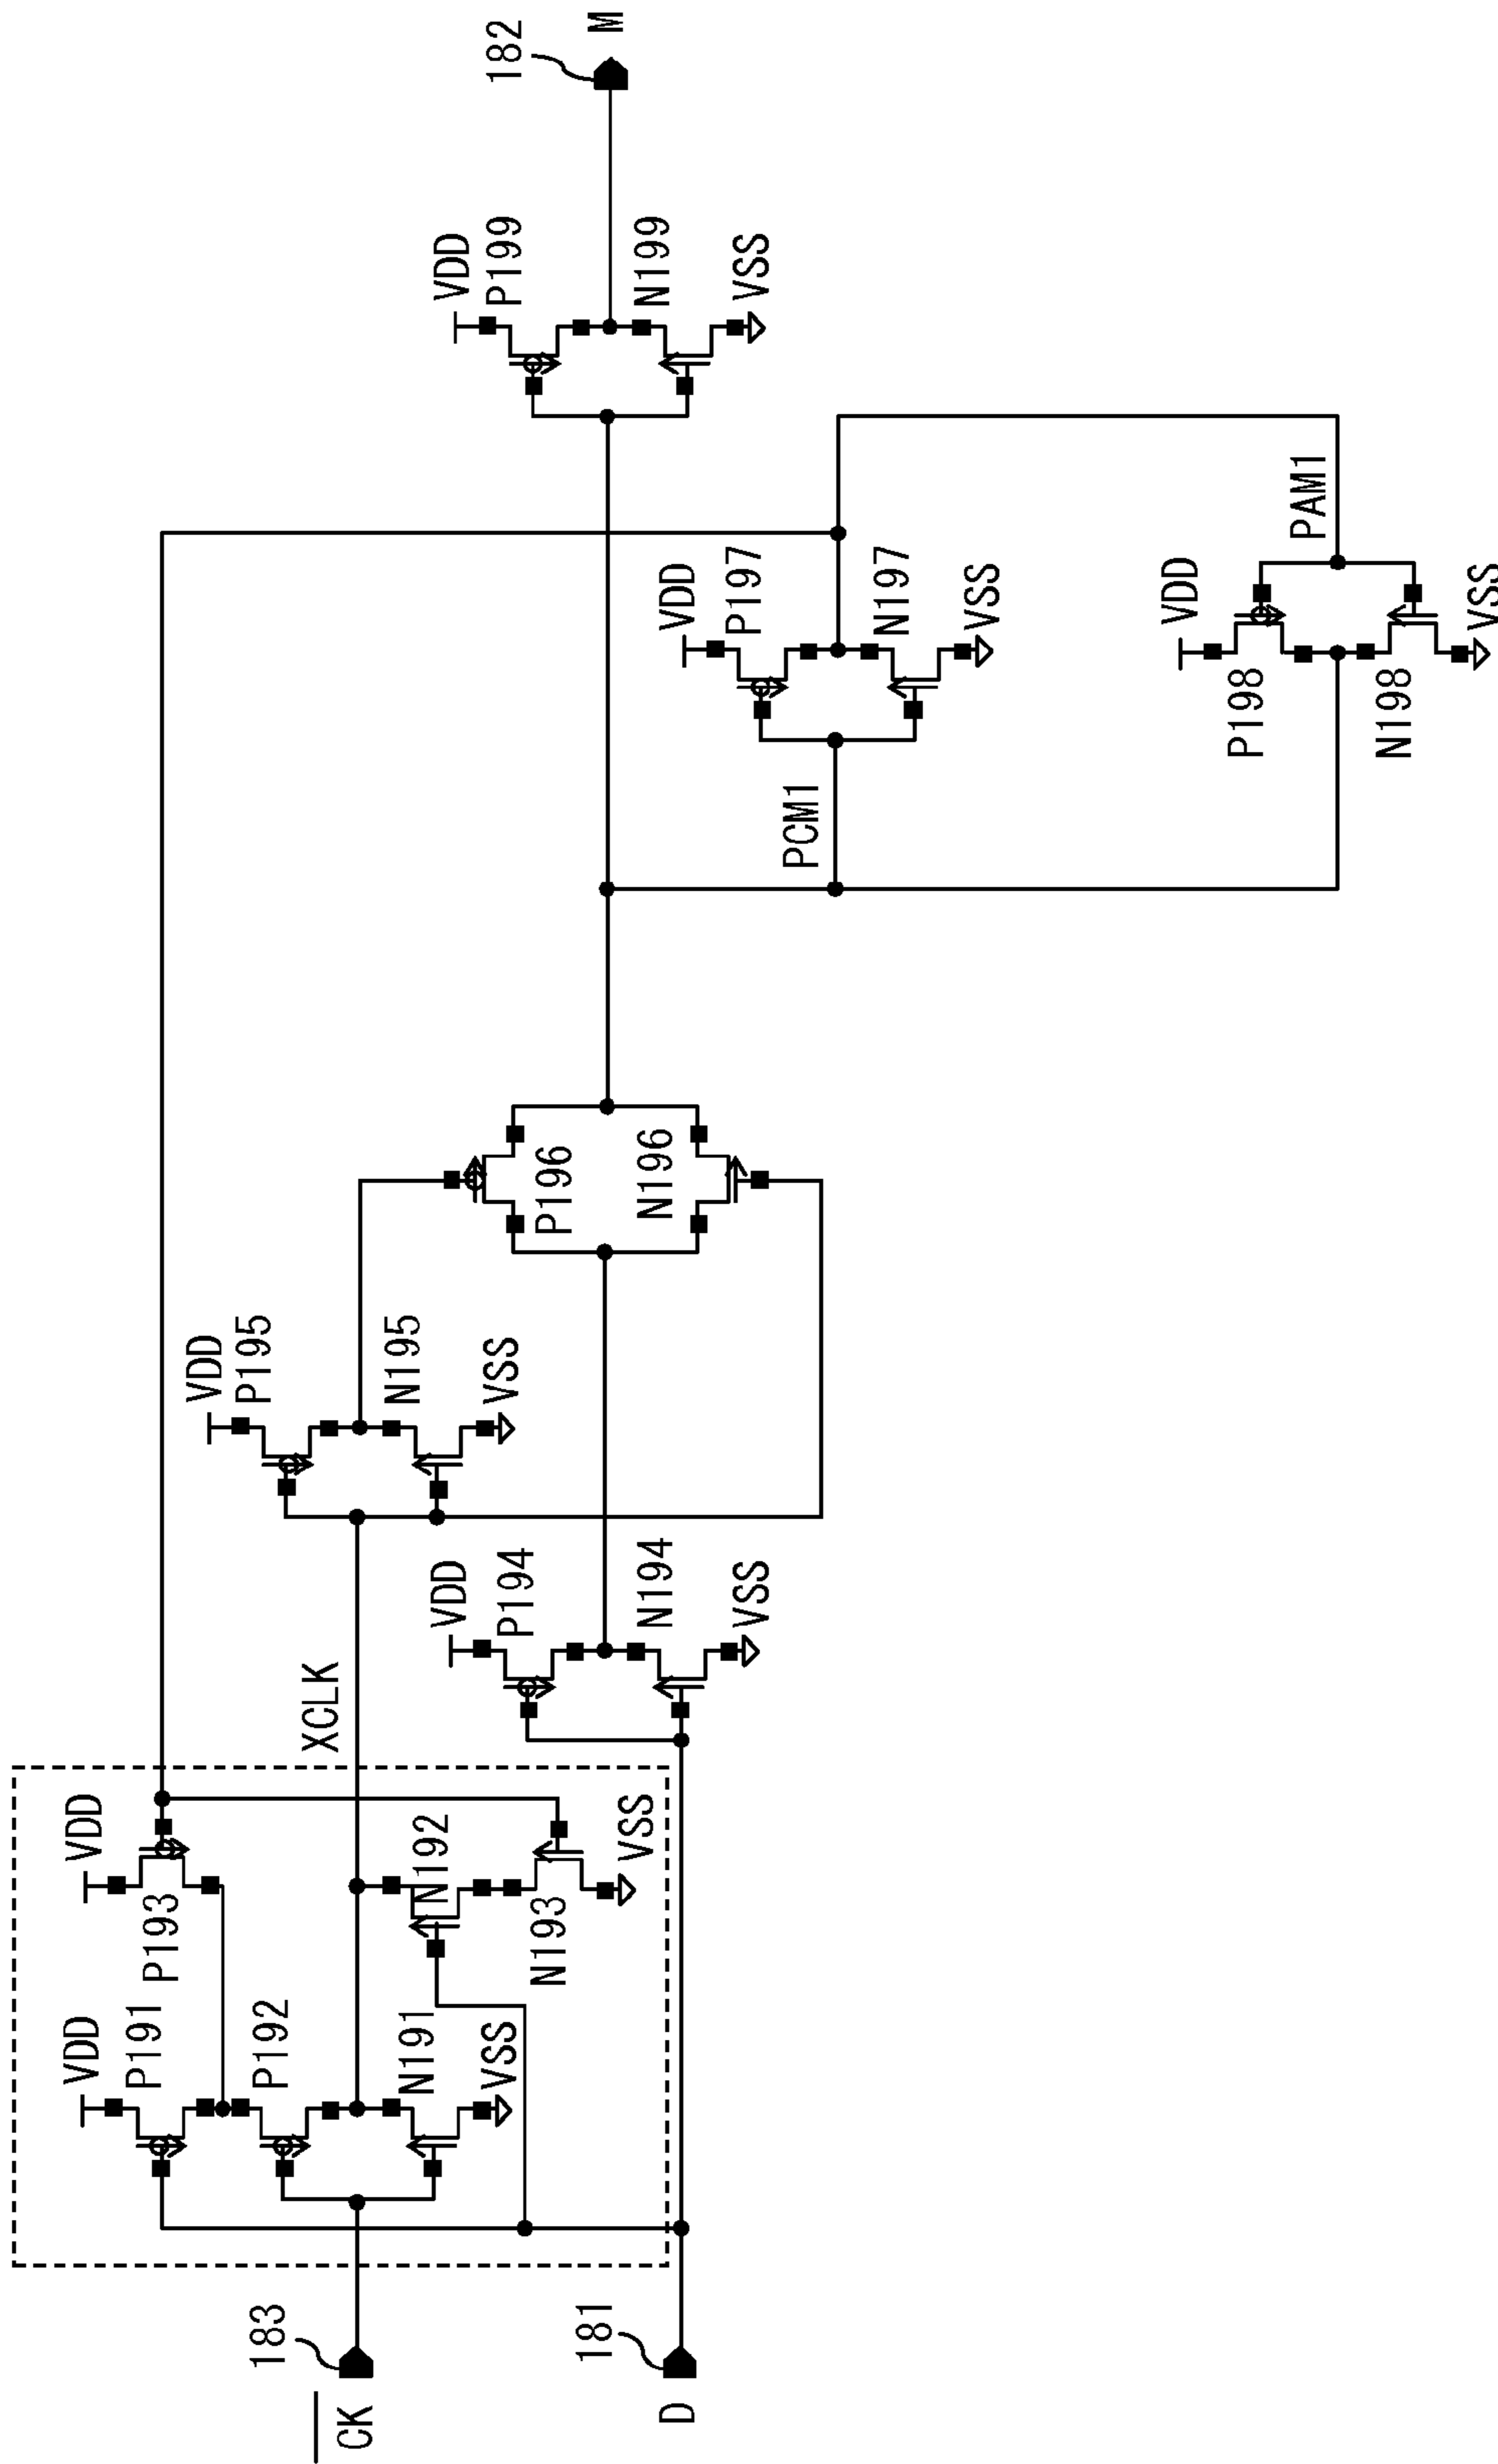 VDD
P191
P192
N191
VSS
VDD
P193
N192
N193
VSS
XCLK
VDD
P194
N194
VSS
VDD
P195
N195
VSS
P196
N196
PCM1
VDD
P197
N197
VSS
VDD
P198
N198
VSS
PAM1
VDD
P199
N199
VSS
182
M
183
CK
181
D